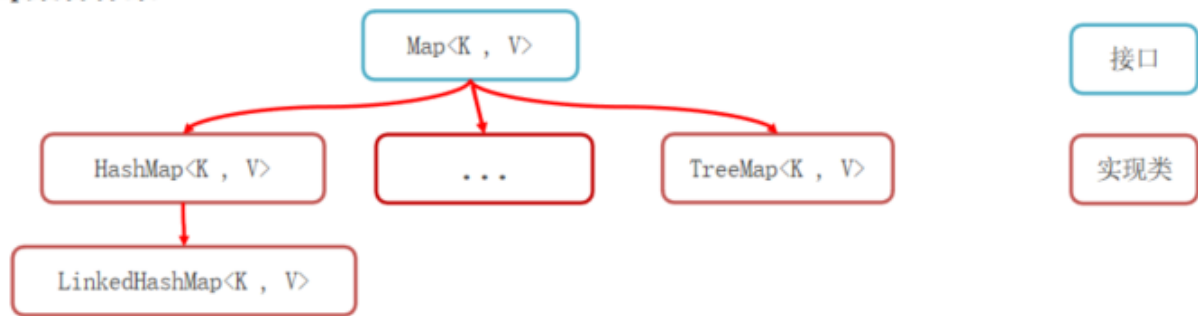 Map<K , V>
接口
HashMap<K , V>
...
TreeMap<K , V>
实现类
LinkedHashMap<K , V>